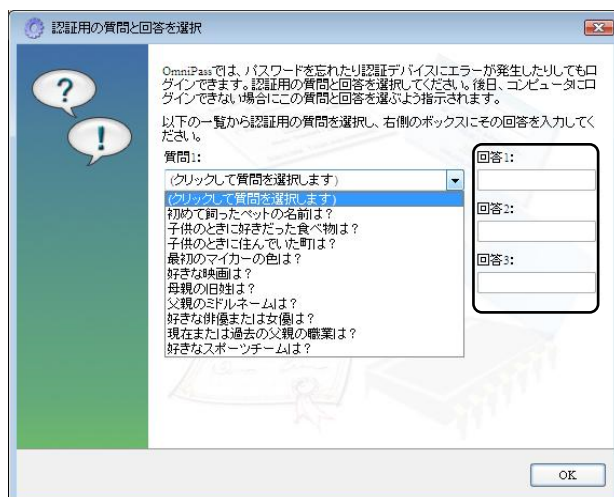 認証用の質問と回答を選択
OmniPassでは、パスワードを忘れたり認証デバイスにエラーが発生したりしてもロ
グインできます。認証用の質問と回答を選択してください。後日、コンピュータにロ
グインできない場合にこの質問と回答を選ぶよう指示されます。
以下の一覧から認証用の質問を選択し、右側のボックスにその回答を入力してく
ださい。
質問1:
回答1:
(クリックして質問を選択します)
(クリックして質問を選択します)
初めて飼ったペットの名前は？
子供のときに好きだった食べ物は？
子供のときに住んでいた町は？
最初のマイカーの色は？
好きな映画は？
母親の旧姓は？
父親のミドルネームは？
好きな俳優または女優は？
現在または過去の父親の職業は？
好きなスポーツチームは？
回答2:
回答3:
OK